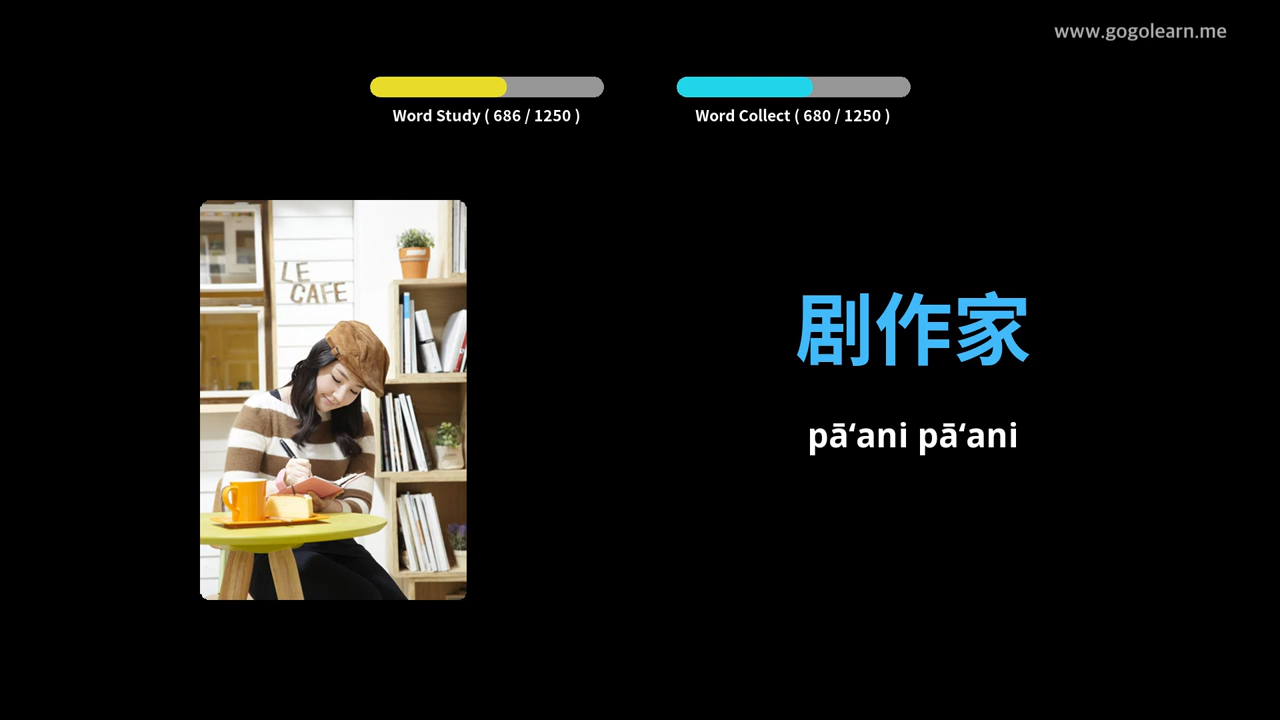 www.gogolearn.me
Word Study ( 686 / 1250 )
Word Collect ( 680 / 1250 )
LE
CAFE
剧作家
pāʻani pāʻani